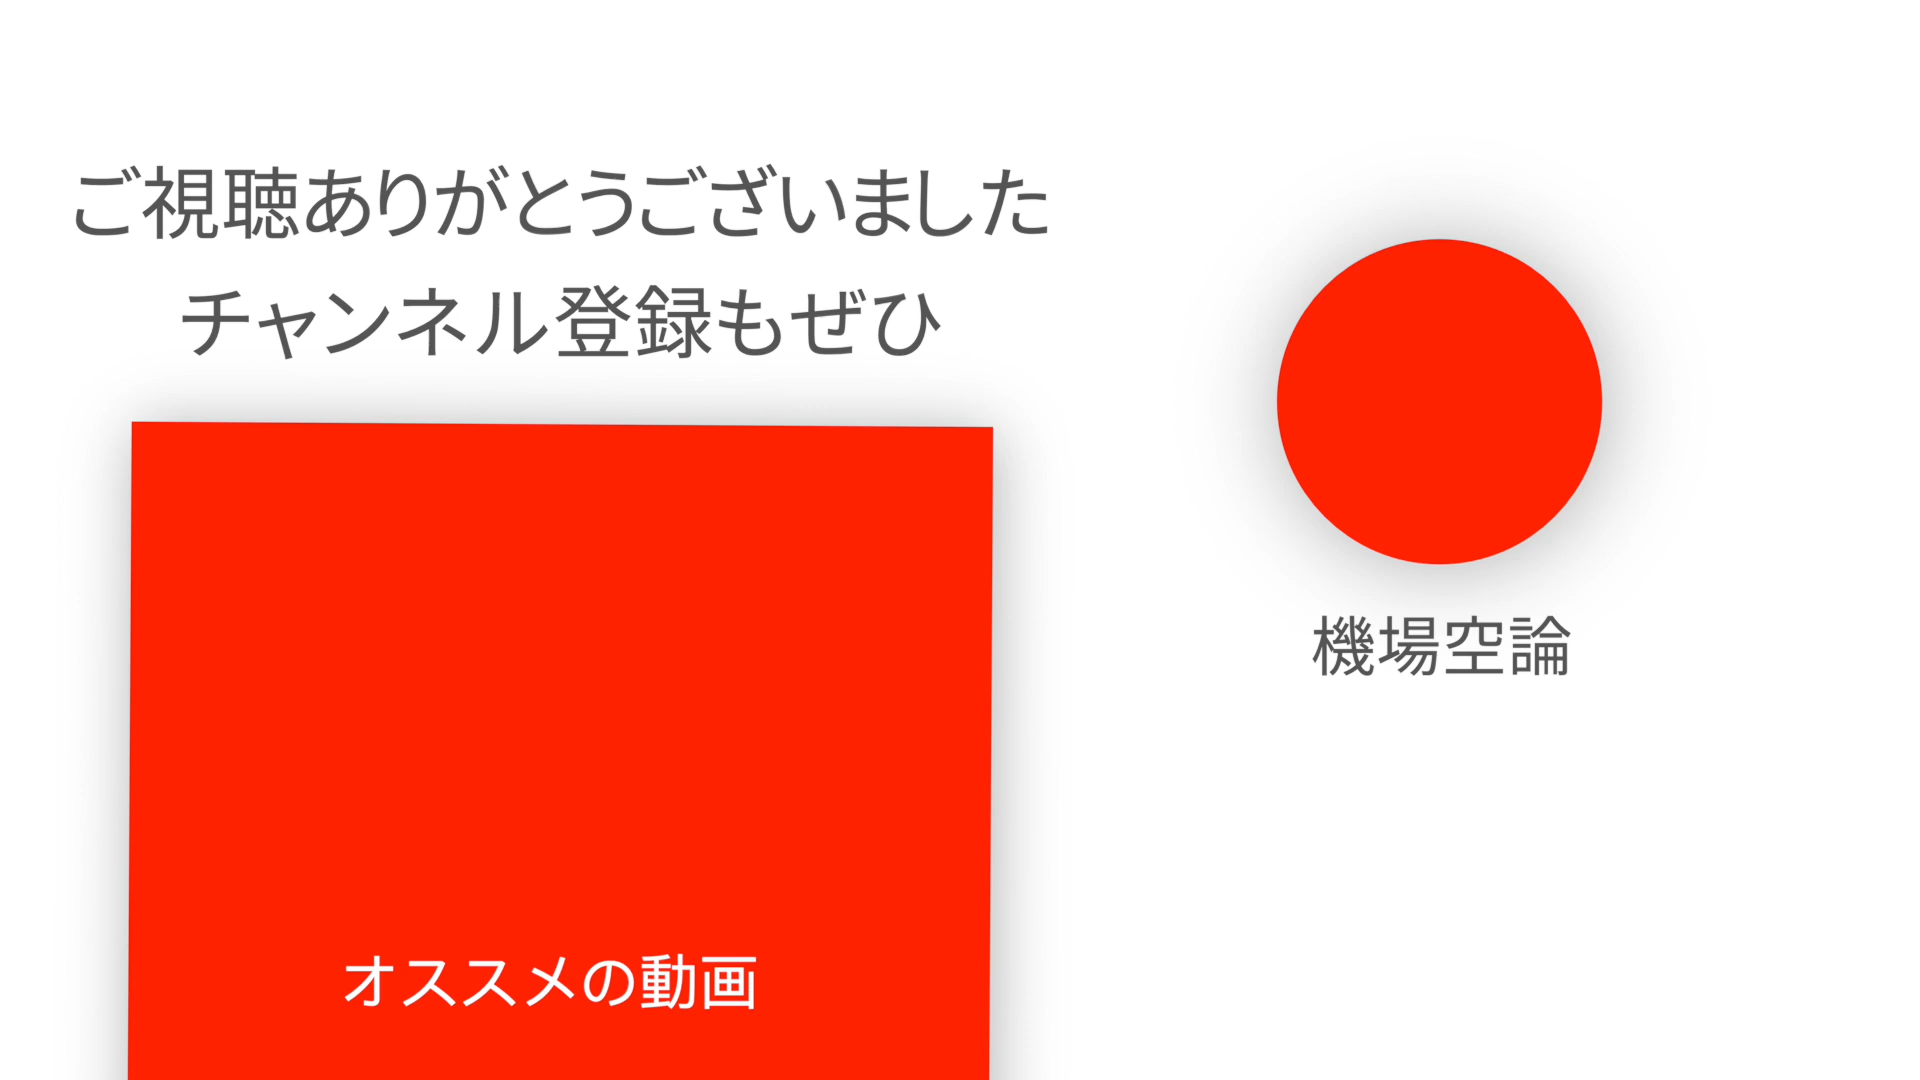 ご視聴ありがとうございました
チャンネル登録もぜひ
機場空論
オススメの動画